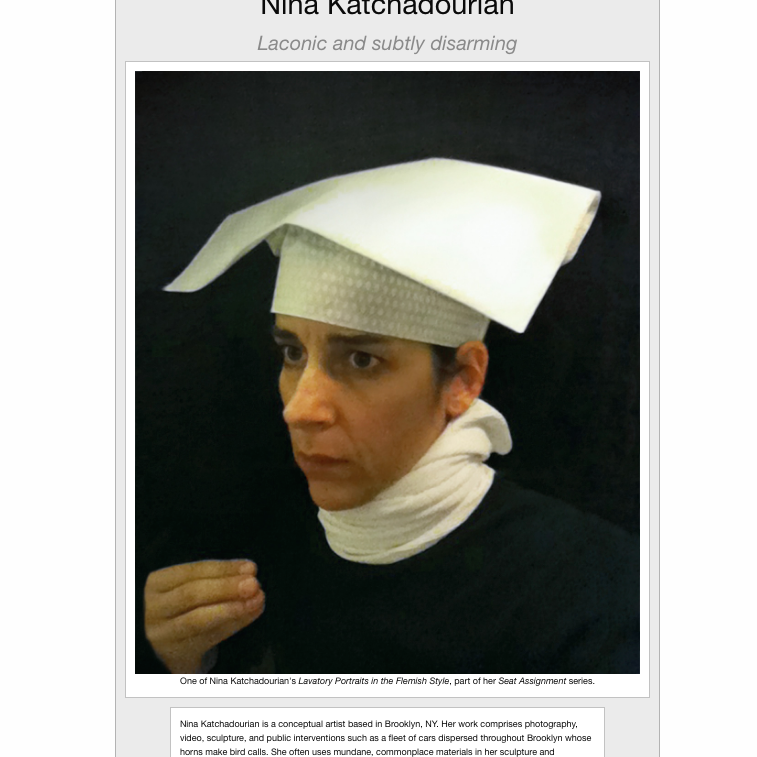 Nina Katchadourian
Laconic and subtly disarming
One of Nina Katchadourian's Lavatory Portraits in the Flemish Style, part of her Seat Assignment series.
Nina Katchadourian is a conceptual artist based in Brooklyn, NY. Her work comprises photography,
video, sculpture, and public interventions such as a fleet of cars dispersed throughout Brooklyn whose
horns make bird calls. She often uses mundane, commonplace materials in her sculpture and